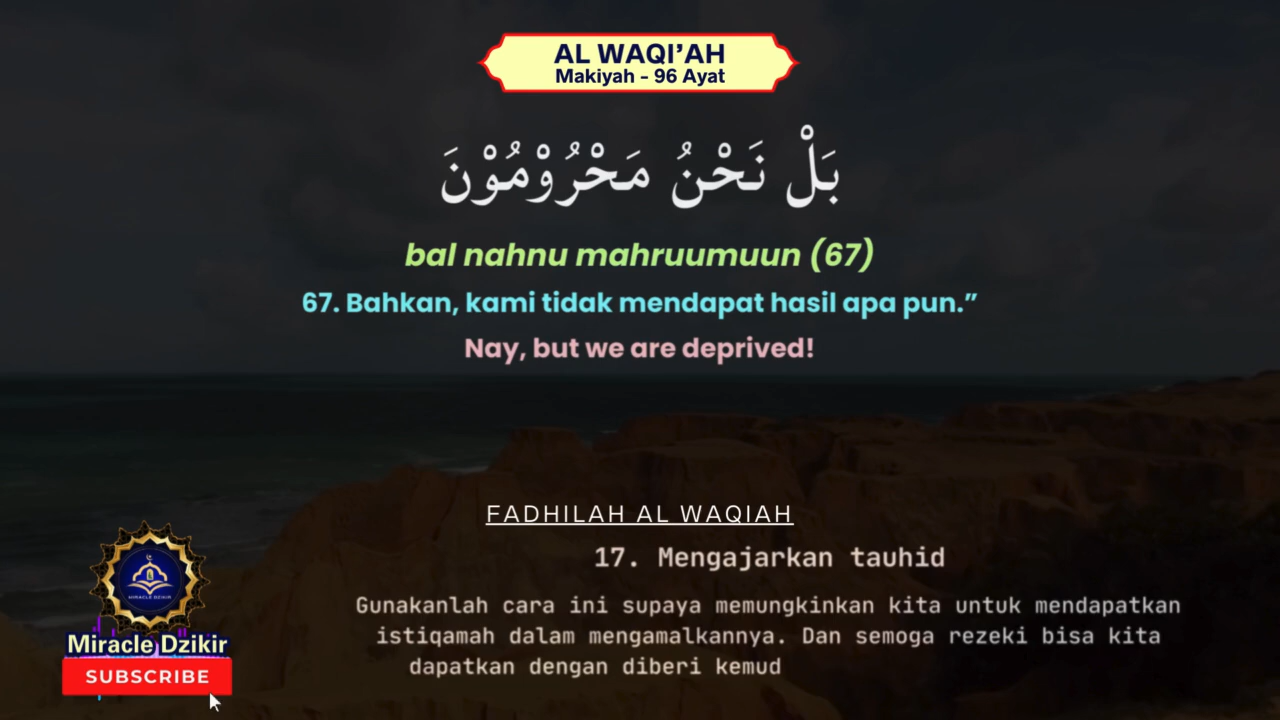 AL WAQI’AH
Makiyah - 96 Ayat
بَلْ نَحْنُ مَحْرُوْمُوْنَ
bal nahnu mahruumuun (67)
67. Bahkan, kami tidak mendapat hasil apa pun.”
Nay, but we are deprived!
FADHILAH AL WAQIAH
17. Mengajarkan tauhid
Gunakanlah cara ini supaya memungkinkan kita untuk mendapatkan
istiqamah dalam mengamalkannya. Dan semoga rezeki bisa kita
dapatkan dengan diberi kemud
MIRACLE DZIKIR
Miracle Dzikir
SUBSCRIBE